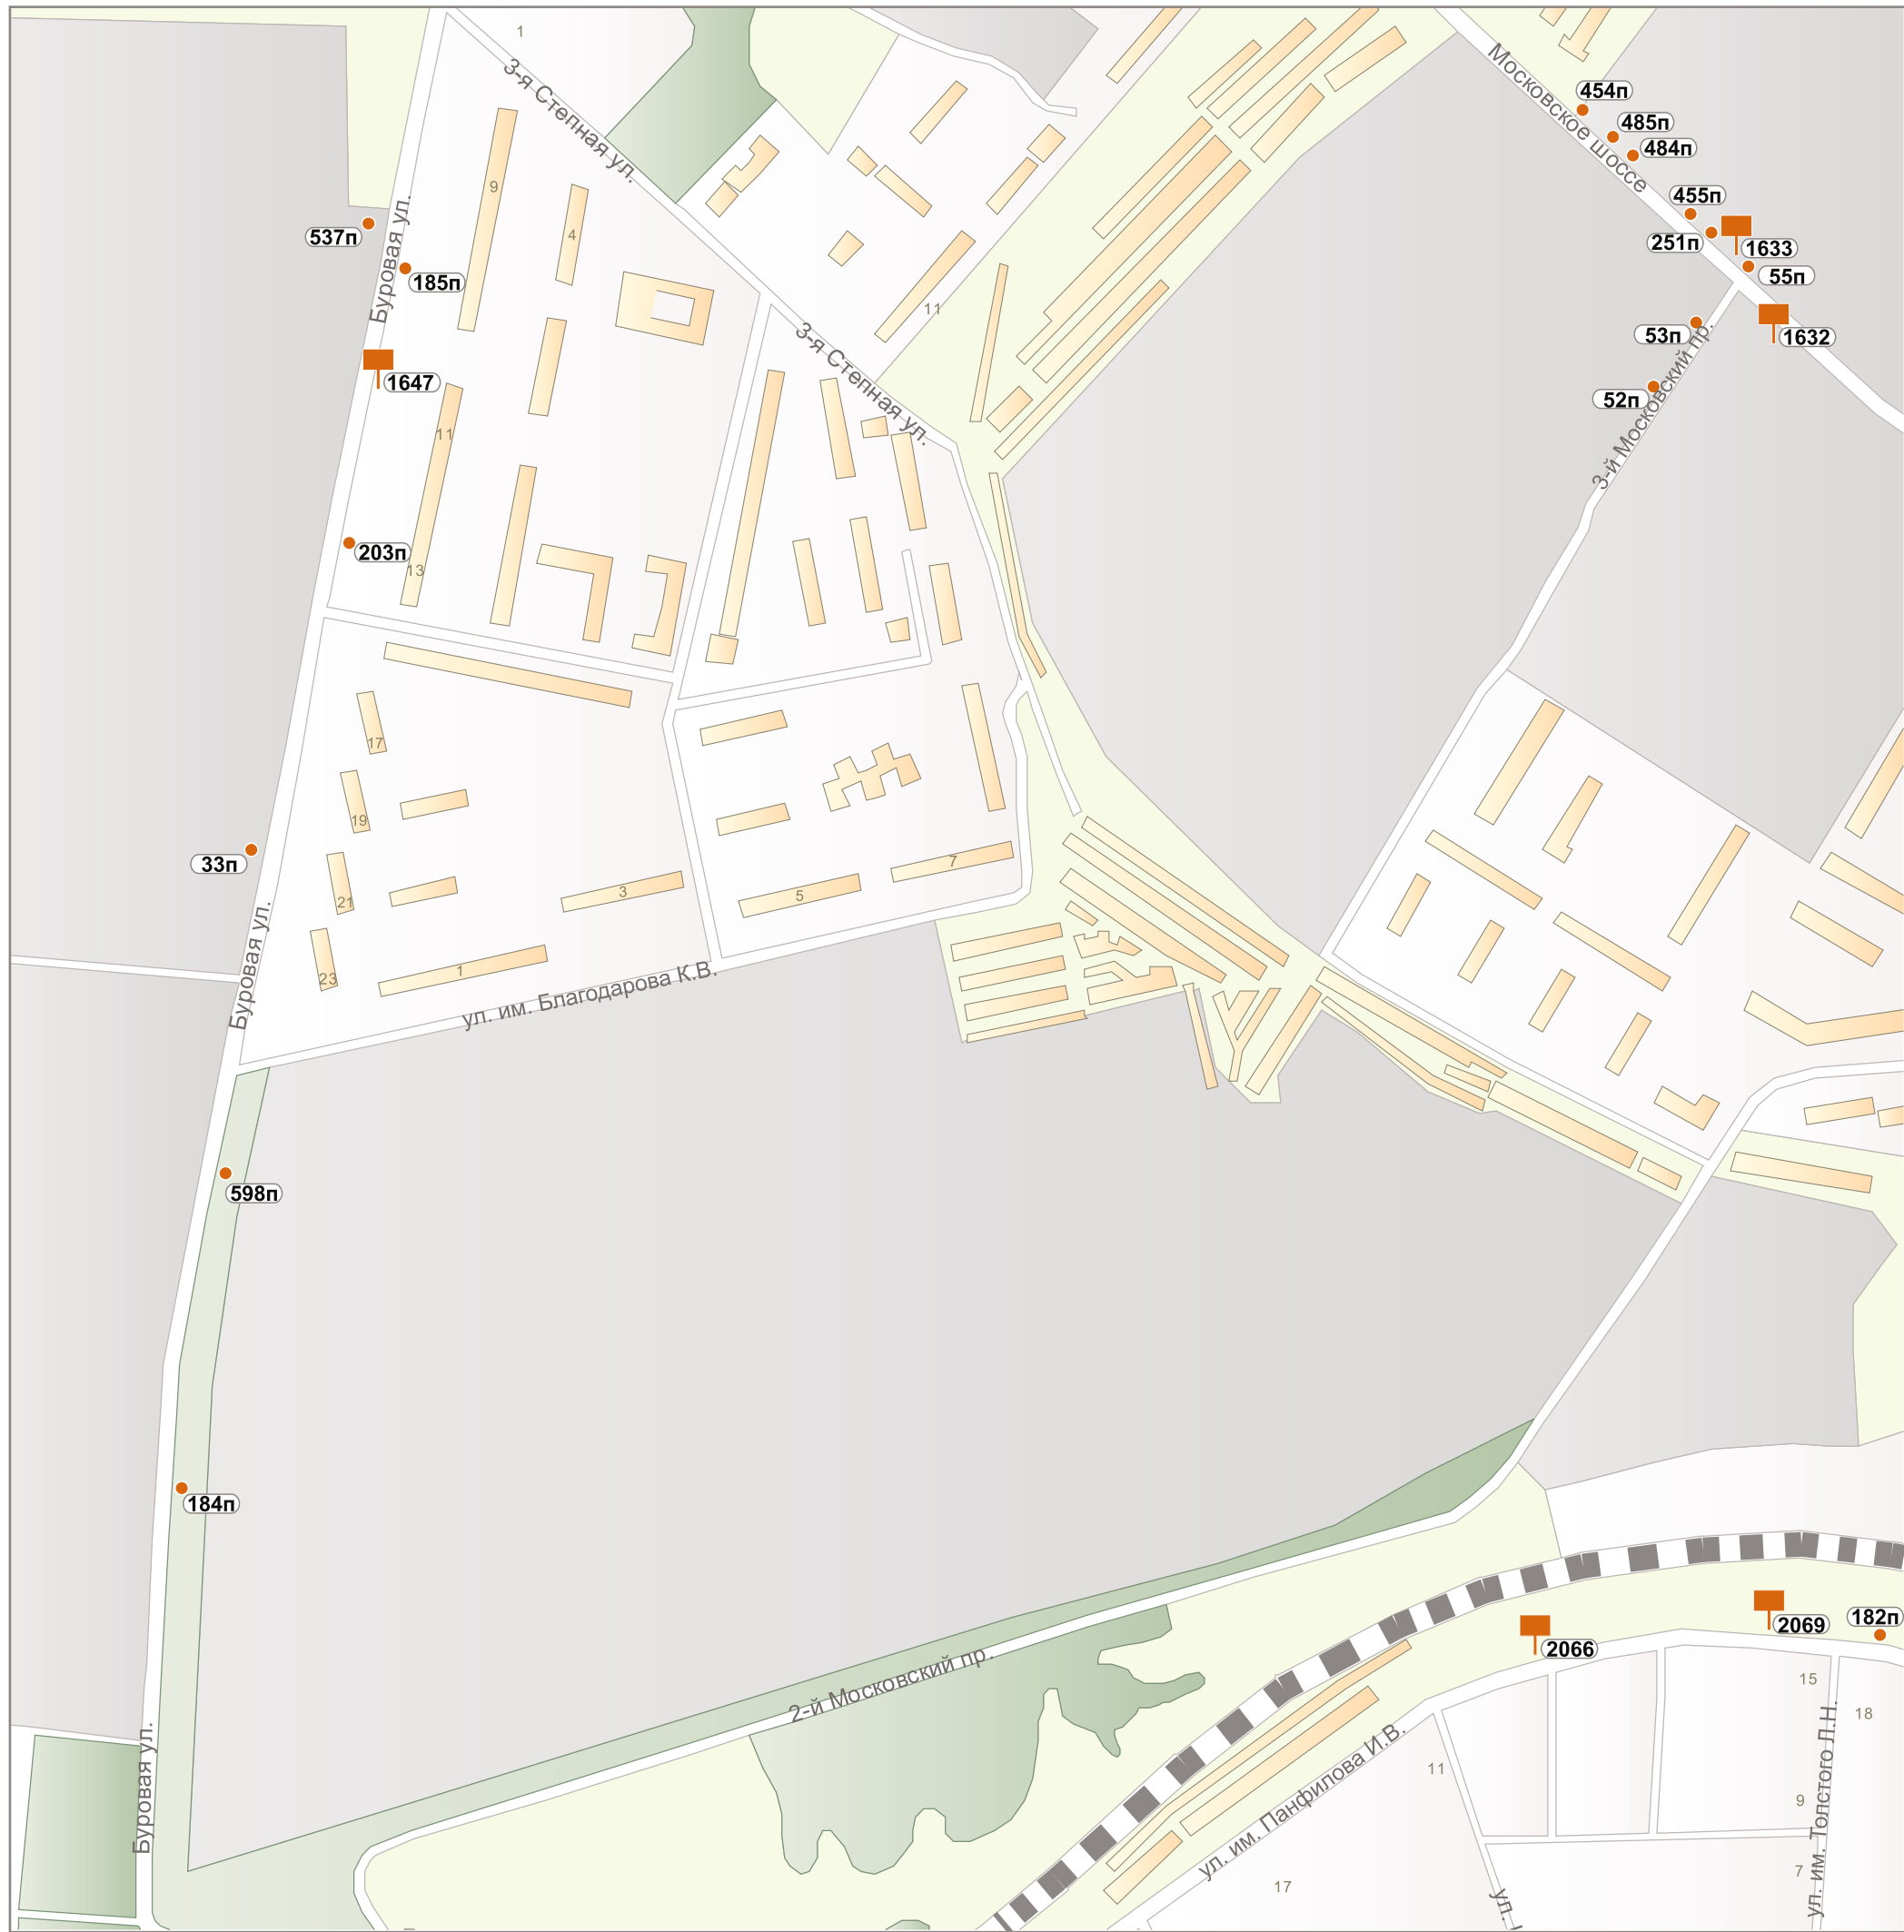 1
3-я Степная ул.
Московское шоссе
454п
485п
484п
9
455п
537п
Буровая ул.
4
251п
1633
185п
55п
11
3-я Степная ул.
53п
1632
3-й Московский пр.
1647
52п
11
203п
13
17
19
33п
7
3
5
21
Буровая ул.
23
1
ул. им. Благодарова К.В.
598п
184п
2069
182п
2066
2-й Московский пр.
15
18
Буровая ул.
ул. им. Панфилова И.В.
11
ул. им. Толстого Л.Н.
9
7
17
ул.